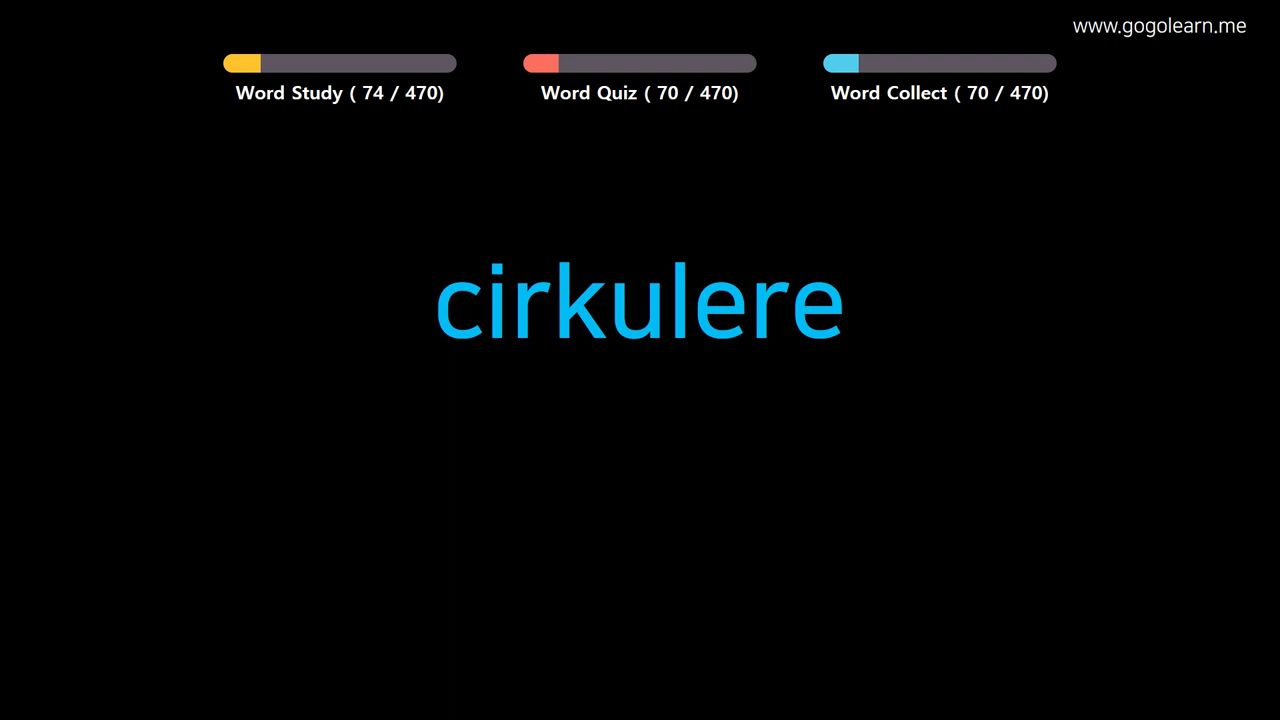 www.gogolearn.me
Word Study ( 74 / 470)
Word Quiz ( 70 / 470)
Word Collect ( 70 / 470)
cirkulere